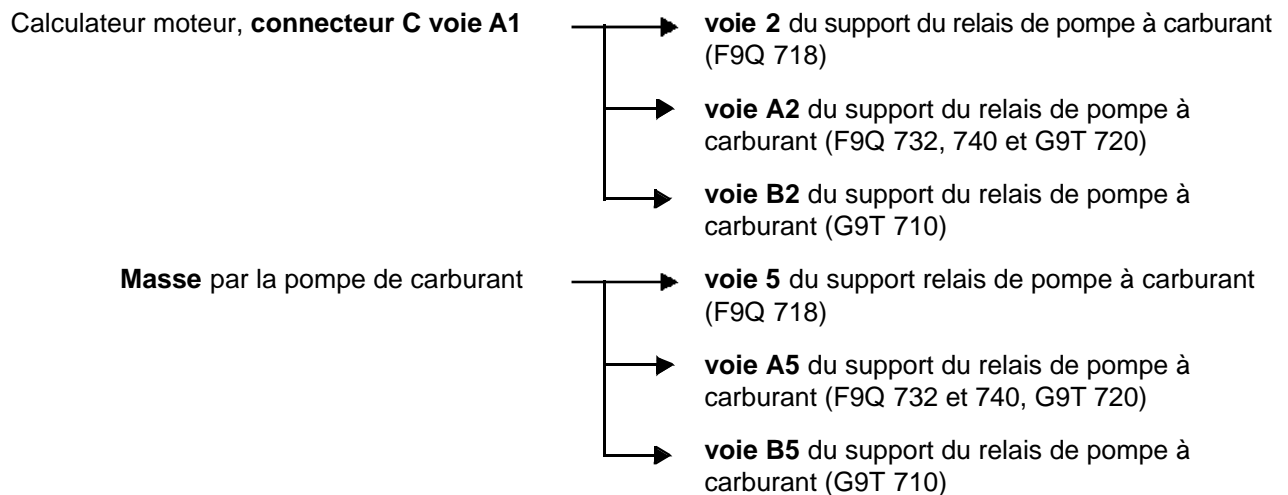 Calculateur moteur, connecteur C voie A1
voie 2 du support du relais de pompe à carburant
(F9Q 718)
voie A2 du support du relais de pompe à
carburant (F9Q 732, 740 et G9T 720)
voie B2 du support du relais de pompe à
carburant (G9T 710)
Masse par la pompe de carburant
voie 5 du support relais de pompe à carburant
(F9Q 718)
voie A5 du support du relais de pompe à
carburant (F9Q 732 et 740, G9T 720)
voie B5 du support du relais de pompe à
carburant (G9T 710)